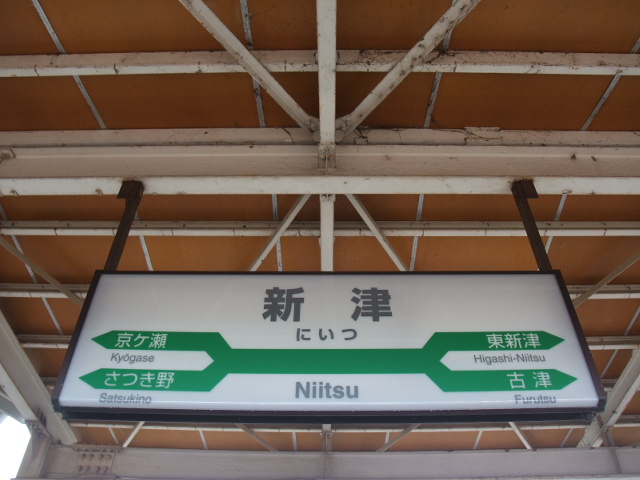 新津
にいつ
京ケ瀬
Kyōgase
さつき野
Satsukino
東新津
Higashi-Niitsu
古津
Furutsu
Niitsu